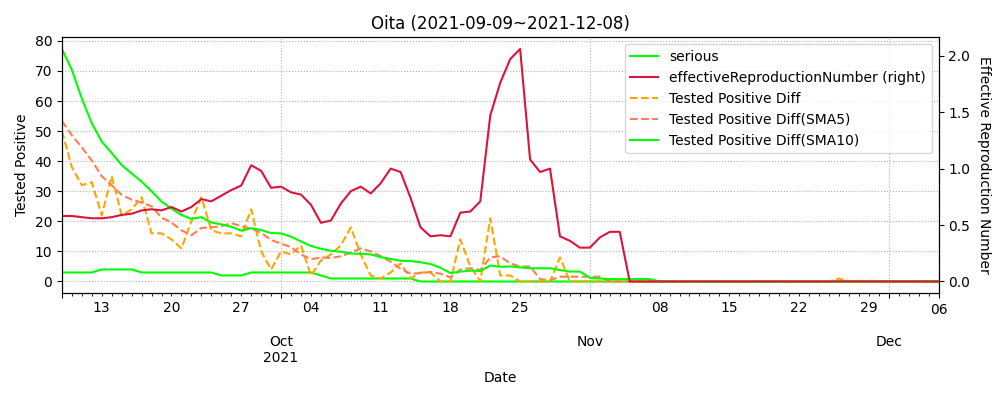 Oita (2021-09-09~2021-12-08)
80
70
60
50
40
30
20
10
0
Tested Positive
serious
effectiveReproductionNumber (right)
Tested Positive Diff
Tested Positive Diff(SMA5)
Tested Positive Diff(SMA10)
2.0
1.5
1.0
0.5
0.0
Effective Reproduction Number
13 20 27 04 11 18 25 08 15 22 29 06
Oct Nov Dec
2021
Date